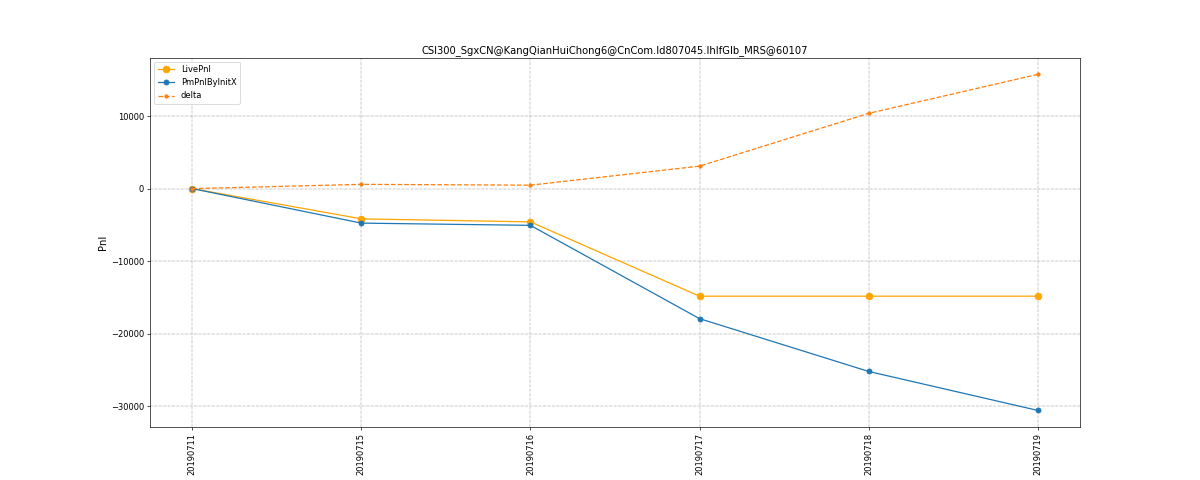 CSI300_SgxCN@KangQianHuiChong6@CnCom.Id807045.IhIfGIb_MRS@60107
LivePnl
PmPnlByInitX
delta
10000
0
−10000
−20000
−30000
Pnl
20190711
20190715
20190716
20190717
20190718
20190719